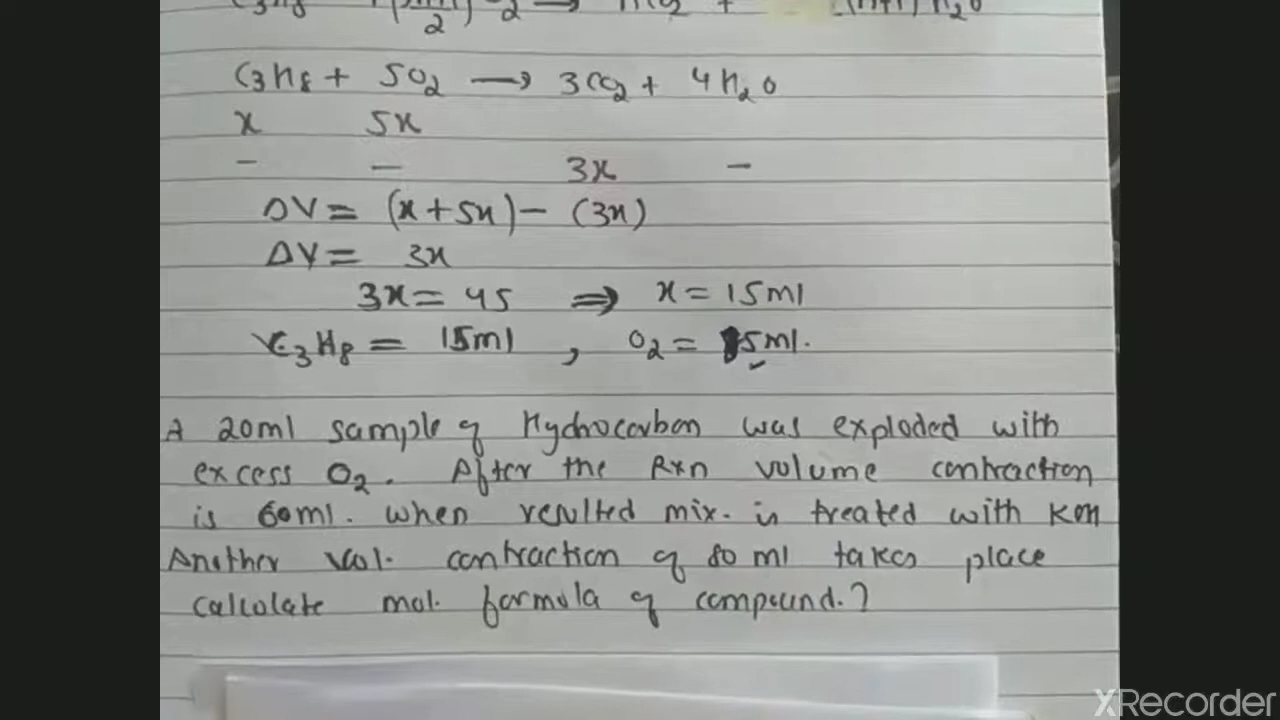 C3H8 + 5O2 → 3CO2 + 4H2O
x 5x
– – 3x –
ΔV = (x + 5x) – (3x)
ΔV = 3x
3x = 45 ⇒ x = 15ml
C3H8 = 15ml , O2 = 5ml.
A 20ml sample of Hydrocarbon was exploded with
excess O2. After the Rxn volume contraction
is 60ml. when resulted mix. is treated with KOH
Another vol. contraction of 80 ml takes place
calculate mol. formula of compound.?
XRecorder